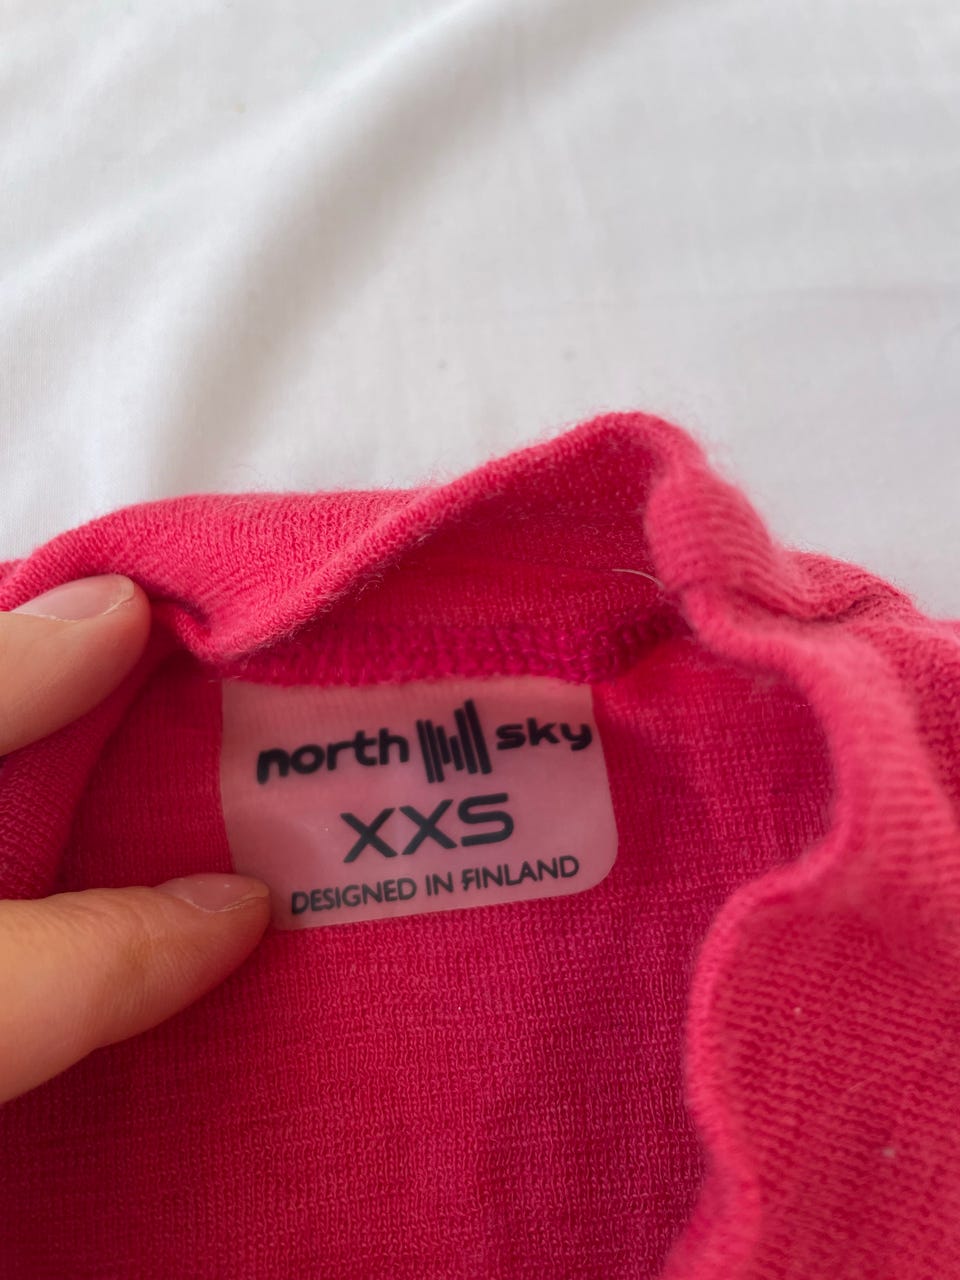 north sky
XXS
DESIGNED IN FINLAND